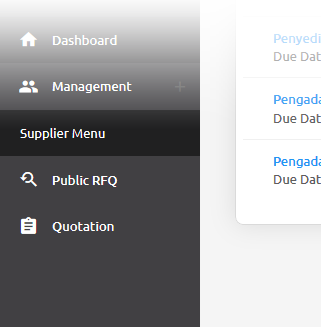 Dashboard
Management
Supplier Menu
Public RFQ
Quotation
Penyedi
Due Dat
Pengada
Due Dat
Pengada
Due Dat